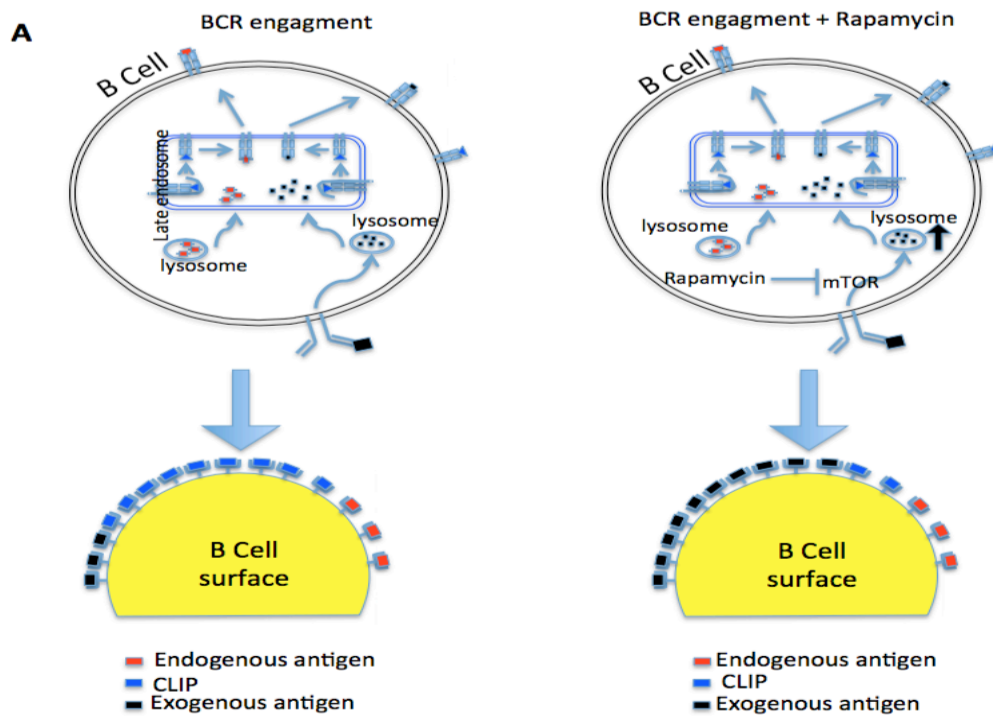 A
BCR engagment
B Cell
Late endosome
lysosome
lysosome
B Cell
surface
Endogenous antigen
CLIP
Exogenous antigen
BCR engagment + Rapamycin
B Cell
lysosome
lysosome
Rapamycin
mTOR
B Cell
surface
Endogenous antigen
CLIP
Exogenous antigen